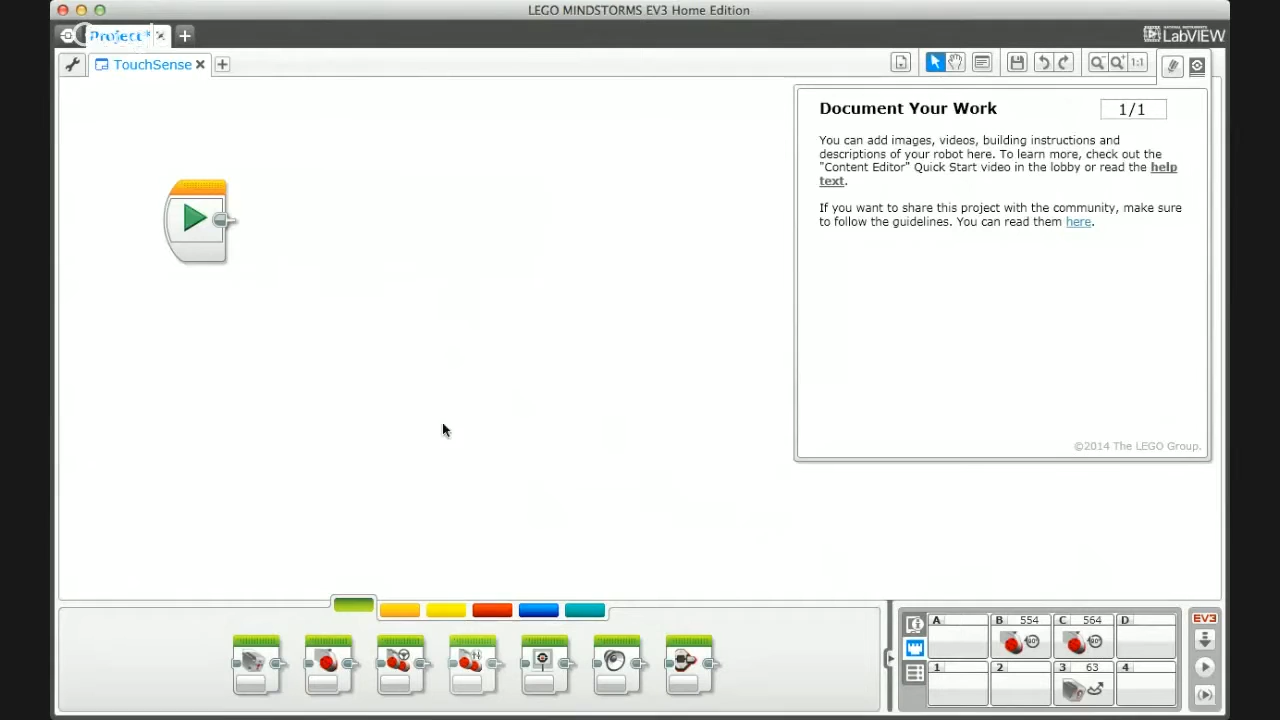 LEGO MINDSTORMS EV3 Home Edition
Project*
LabVIEW
TouchSense
1:1
Document Your Work
1/1
You can add images, videos, building instructions and
descriptions of your robot here. To learn more, check out the
"Content Editor" Quick Start video in the lobby or read the help
text.
If you want to share this project with the community, make sure
to follow the guidelines. You can read them here.
©2014 The LEGO Group.
A
B 554
C 564
D
EV3
1
2
3 63
4